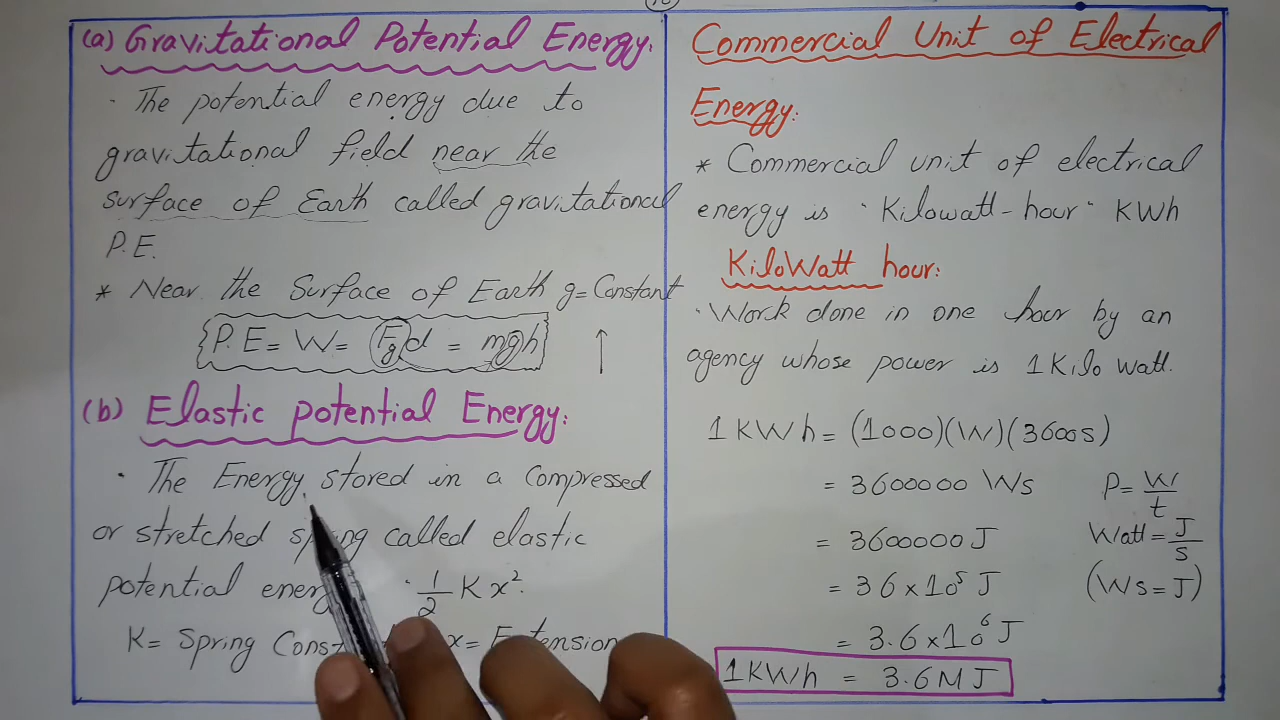 (a) Gravitational Potential Energy:
· The potential energy due to
gravitational field near the
surface of Earth called gravitational
P.E.
* Near the Surface of Earth g=Constant
P.E = W = Fgd = mgh
(b) Elastic potential Energy:
· The Energy stored in a compressed
or stretched spring called elastic
potential : 1/2 K x²
K= Spring x= Extension
Commercial Unit of Electrical
Energy:
* Commercial unit of electrical
energy is "Kilowatt-hour" KWh
KiloWatt hour:
· Work done in one hour by an
agency whose power is 1 Kilo watt.
1 KWh = (1000)(W)(3600s)
= 3600000 Ws
= 3600000 J
= 36 x 10⁵ J
= 3.6 x 10⁶ J
1 KWh = 3.6 MJ
P = W/t
Watt = J/s
(Ws = J)